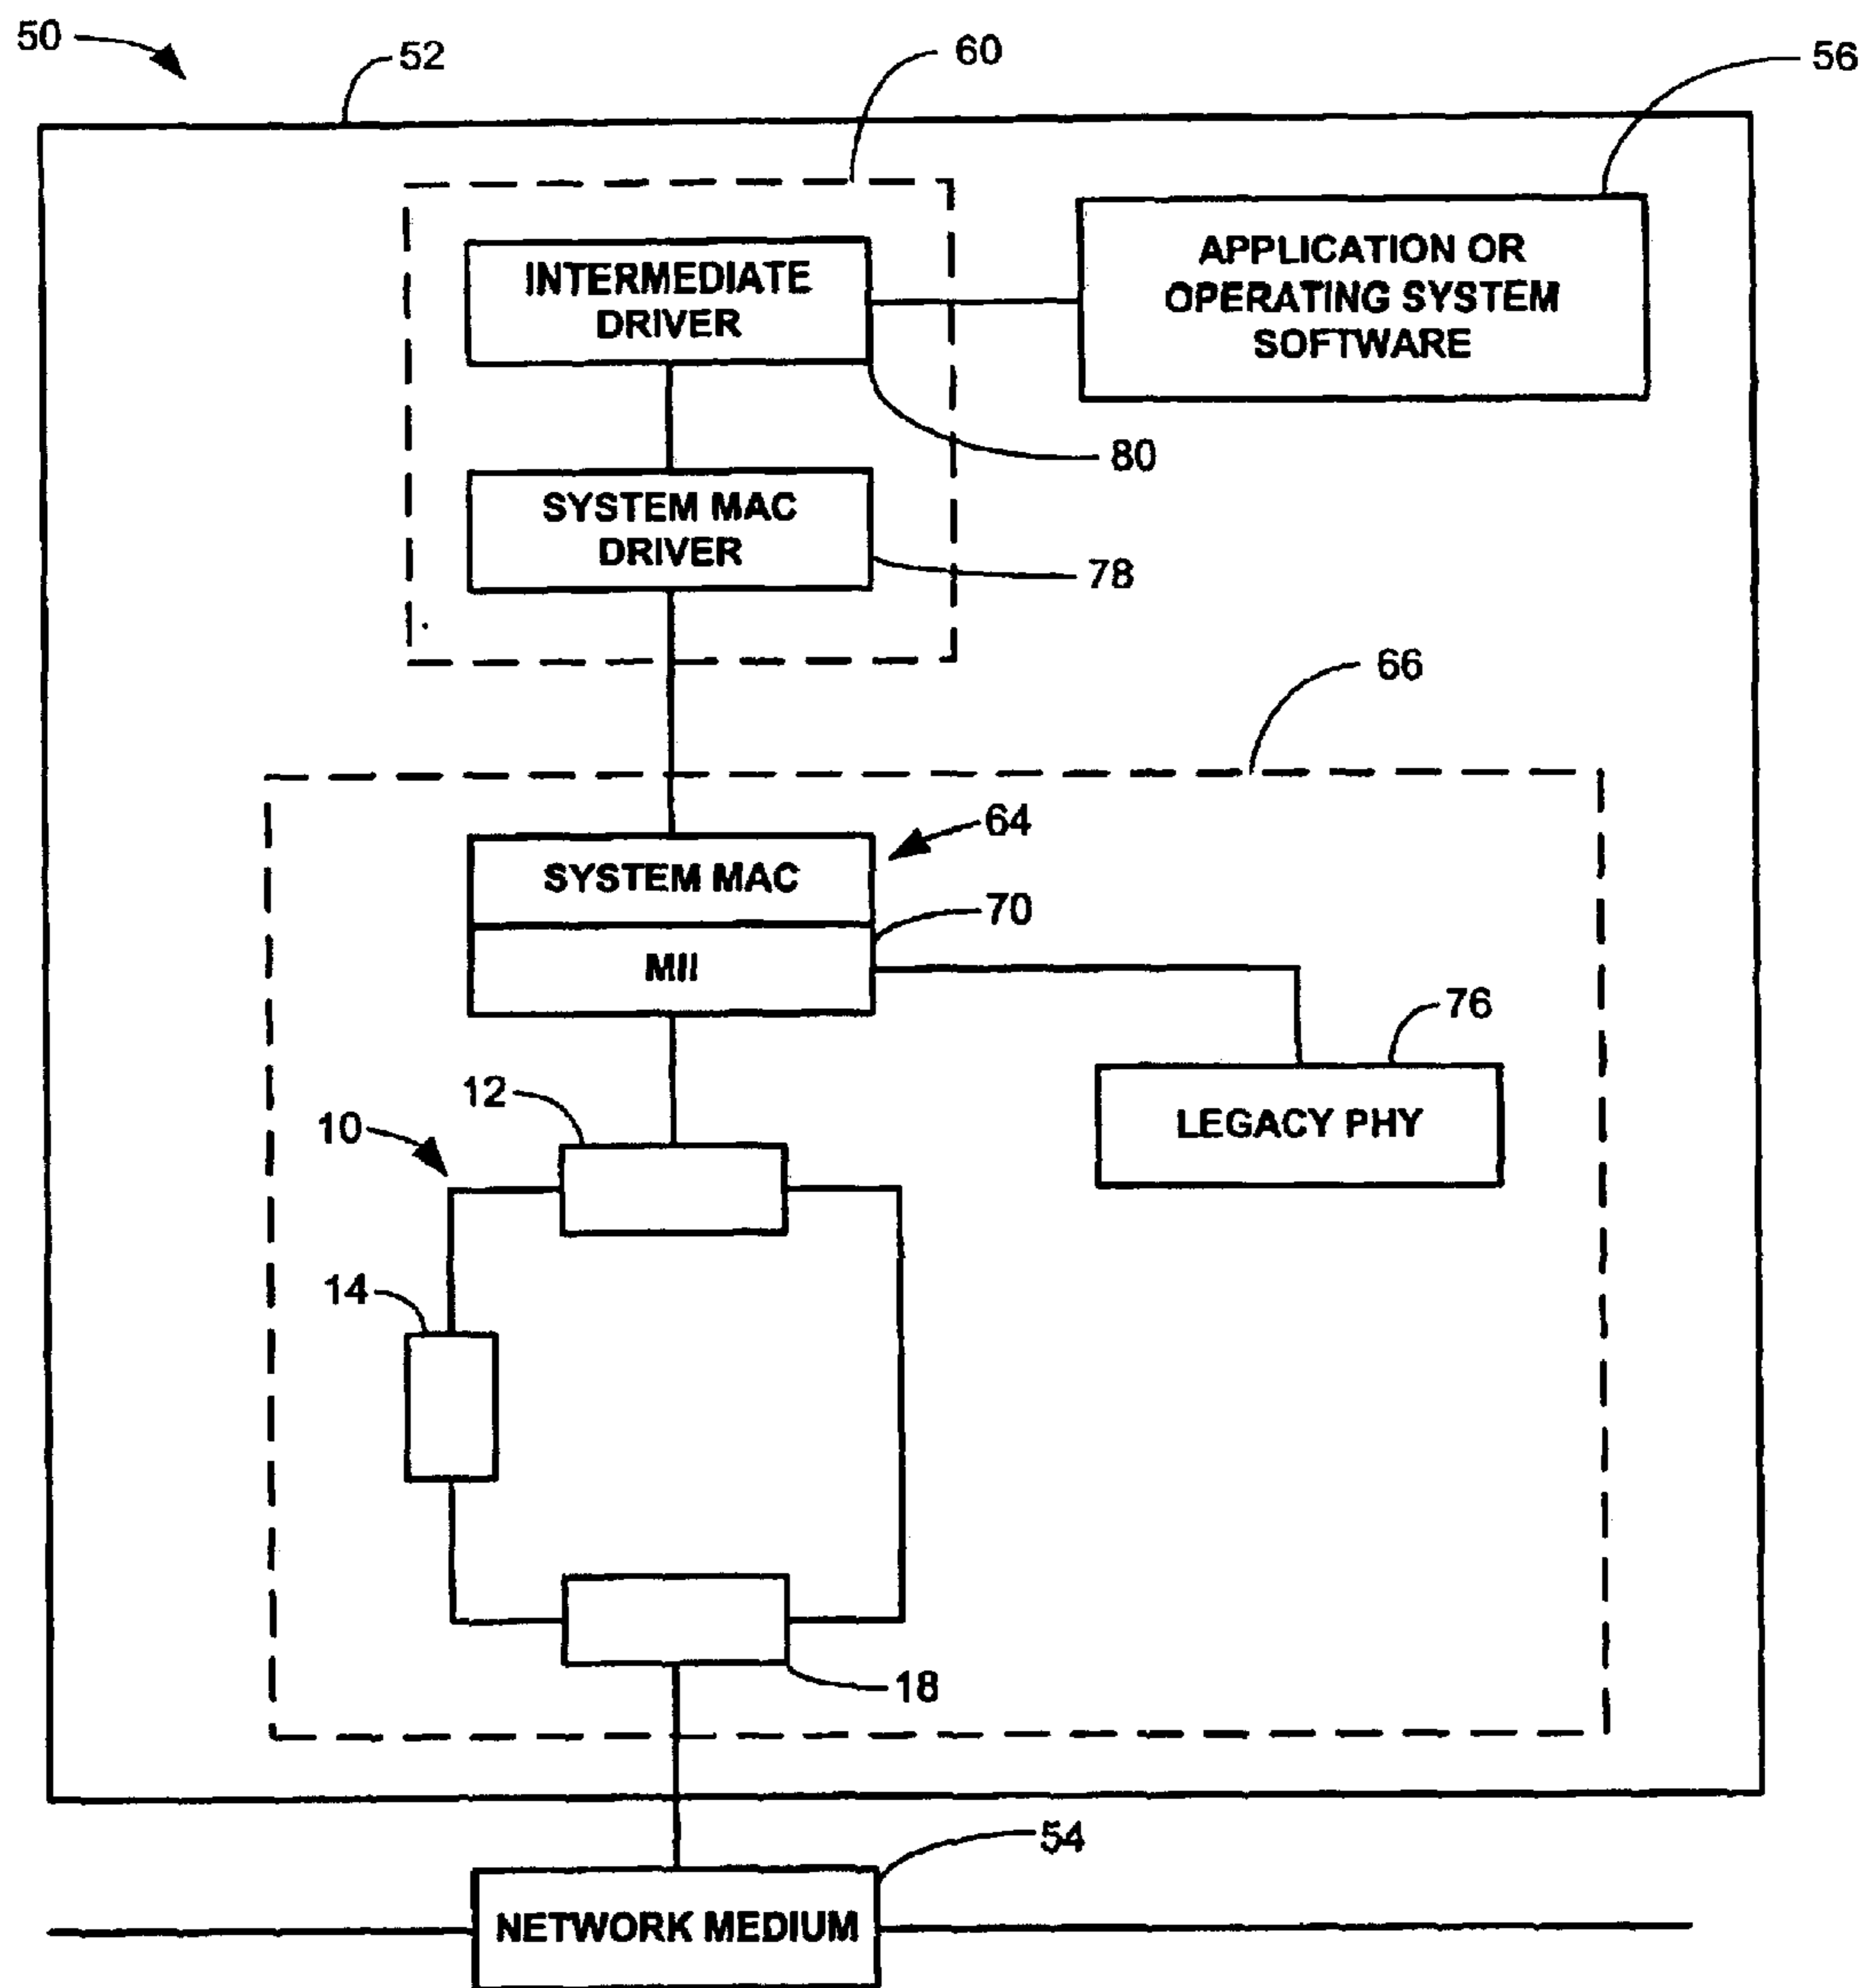 50
52
60
56
INTERMEDIATE
DRIVER
APPLICATION OR
OPERATING SYSTEM
SOFTWARE
80
SYSTEM MAC
DRIVER
78
66
SYSTEM MAC
64
70
MII
76
LEGACY PHY
12
10
14
18
54
NETWORK MEDIUM